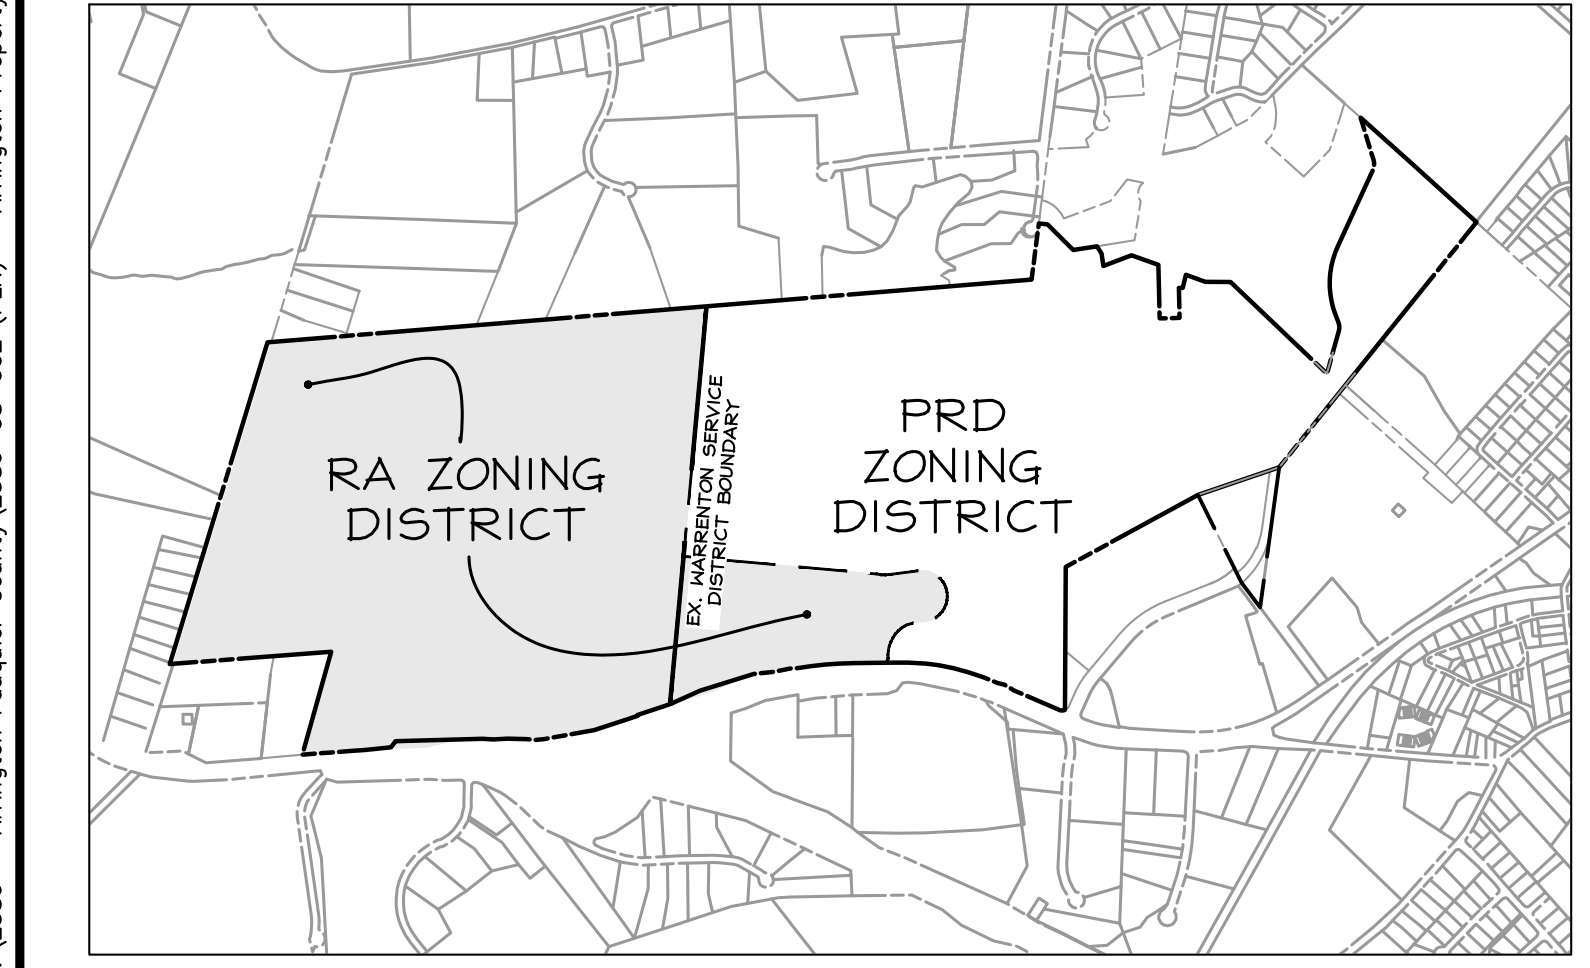 RA ZONING
DISTRICT
EX. WARRENTON SERVICE
DISTRICT BOUNDARY
PRD
ZONING
DISTRICT